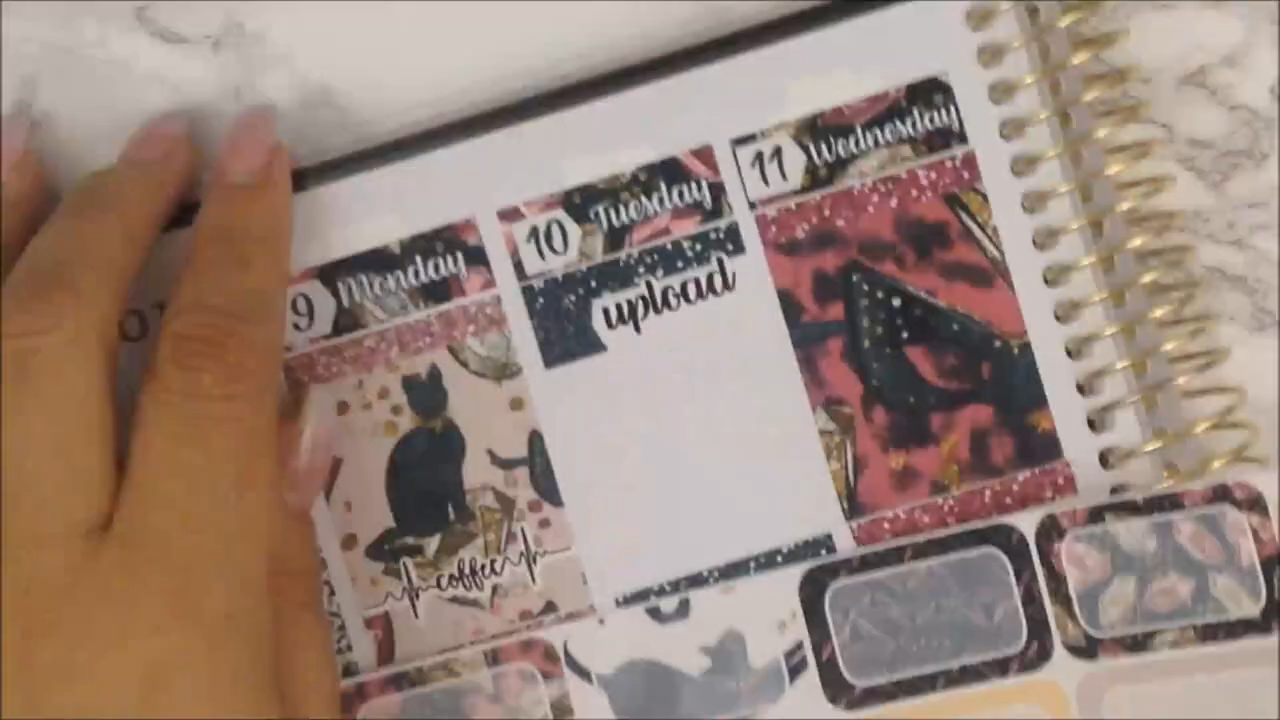 9 Monday
coffee
10 Tuesday
upload
11 Wednesday